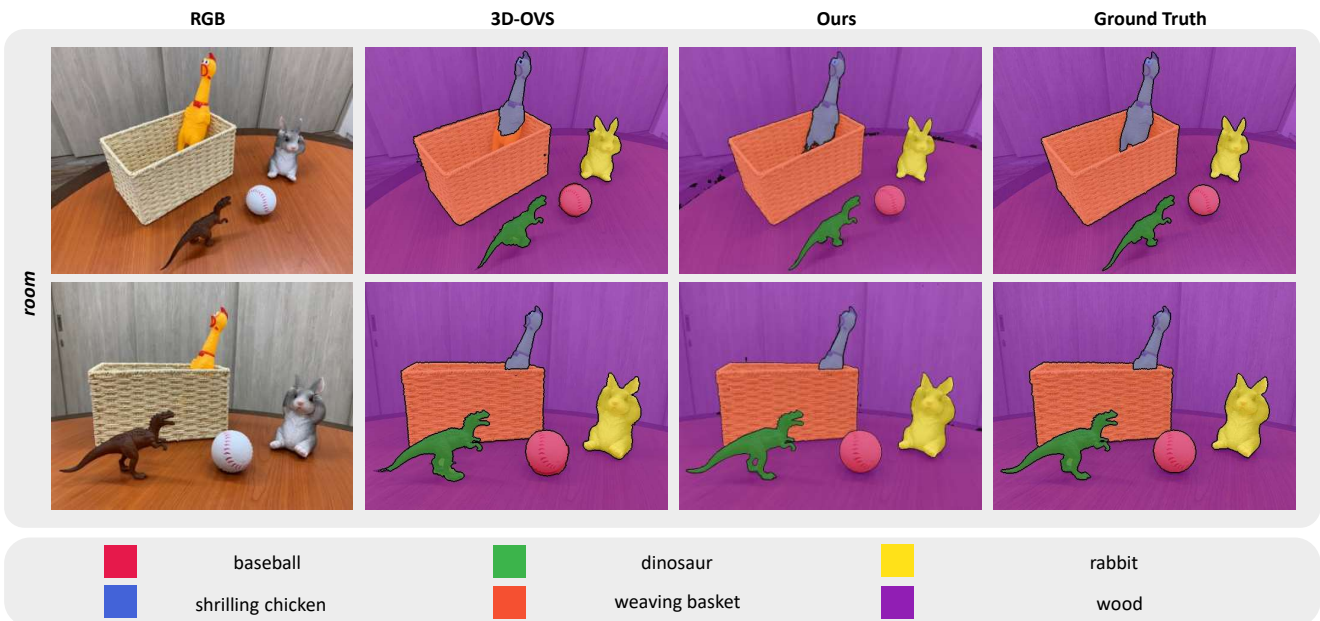 RGB 3D-OVS Ours Ground Truth
room
baseball dinosaur rabbit
shrilling chicken weaving basket wood